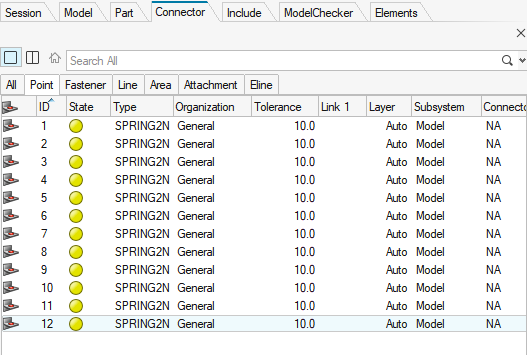 Session Model Part Connector Include ModelChecker Elements
Search All
All Point Fastener Line Area Attachment Eline
ID State Type Organization Tolerance Link 1 Layer Subsystem Connecto
1 SPRING2N General 10.0 Auto Model NA
2 SPRING2N General 10.0 Auto Model NA
3 SPRING2N General 10.0 Auto Model NA
4 SPRING2N General 10.0 Auto Model NA
5 SPRING2N General 10.0 Auto Model NA
6 SPRING2N General 10.0 Auto Model NA
7 SPRING2N General 10.0 Auto Model NA
8 SPRING2N General 10.0 Auto Model NA
9 SPRING2N General 10.0 Auto Model NA
10 SPRING2N General 10.0 Auto Model NA
11 SPRING2N General 10.0 Auto Model NA
12 SPRING2N General 10.0 Auto Model NA